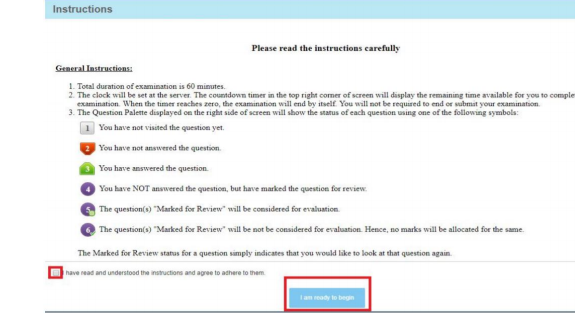 Instructions
Please read the instructions carefully
General Instructions:
1. Total duration of examination is 60 minutes.
2. The clock will be set at the server. The countdown timer in the top right corner of screen will display the remaining time available for you to comple
examination. When the timer reaches zero, the examination will end by itself. You will not be required to end or submit your examination.
3. The Question Palette displayed on the right side of screen will show the status of each question using one of the following symbols:
1 You have not visited the question yet.
2 You have not answered the question.
3 You have answered the question.
4 You have NOT answered the question, but have marked the question for review.
5 The question(s) "Marked for Review" will be considered for evaluation.
6 The question(s) "Marked for Review" will be not be considered for evaluation. Hence, no marks will be allocated for the same.
The Marked for Review status for a question simply indicates that you would like to look at that question again.
have read and understood the instructions and agree to adhere to them.
I am ready to begin